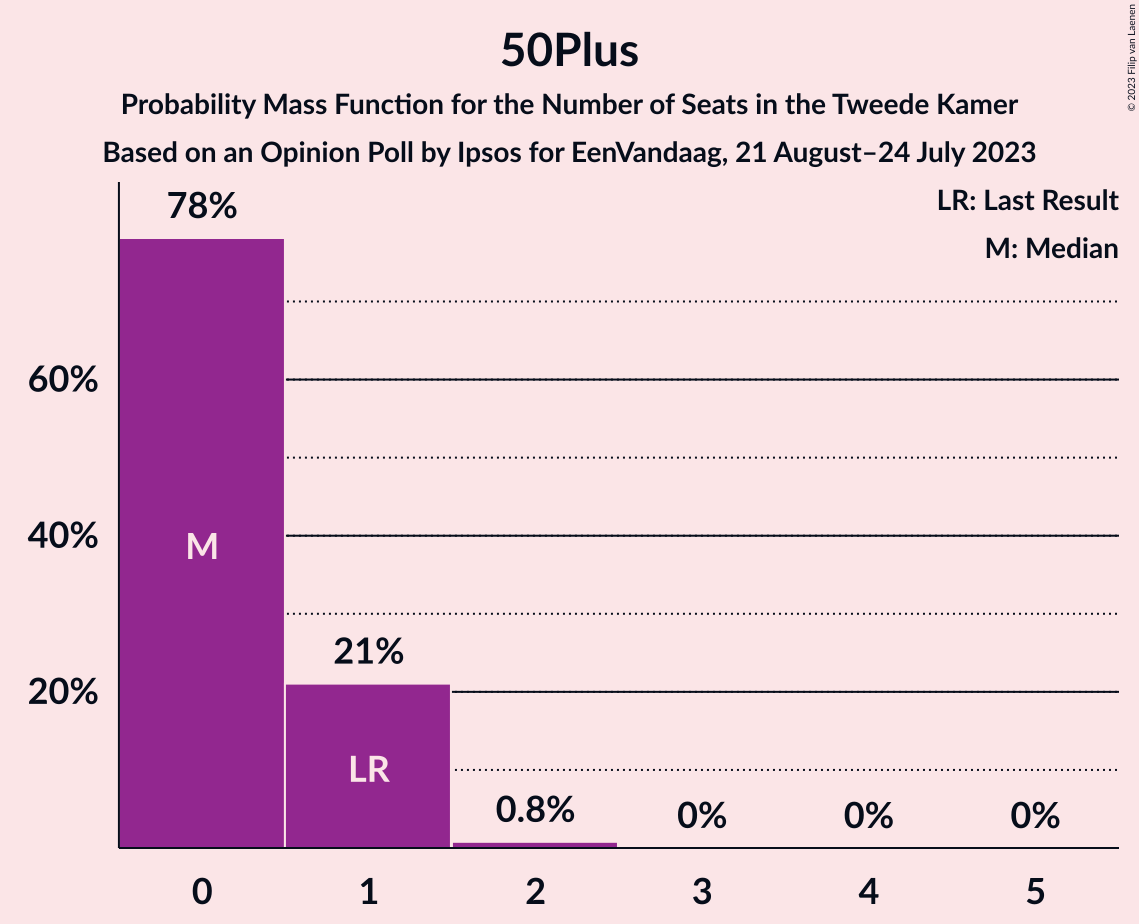 50Plus
Probability Mass Function for the Number of Seats in the Tweede Kamer
Based on an Opinion Poll by Ipsos for EenVandaag, 21 August–24 July 2023
© 2023 Filip van Laenen
LR: Last Result
M: Median
78%
60%
40%
20%
M
21%
LR
0.8%
0%
0%
0%
0
1
2
3
4
5